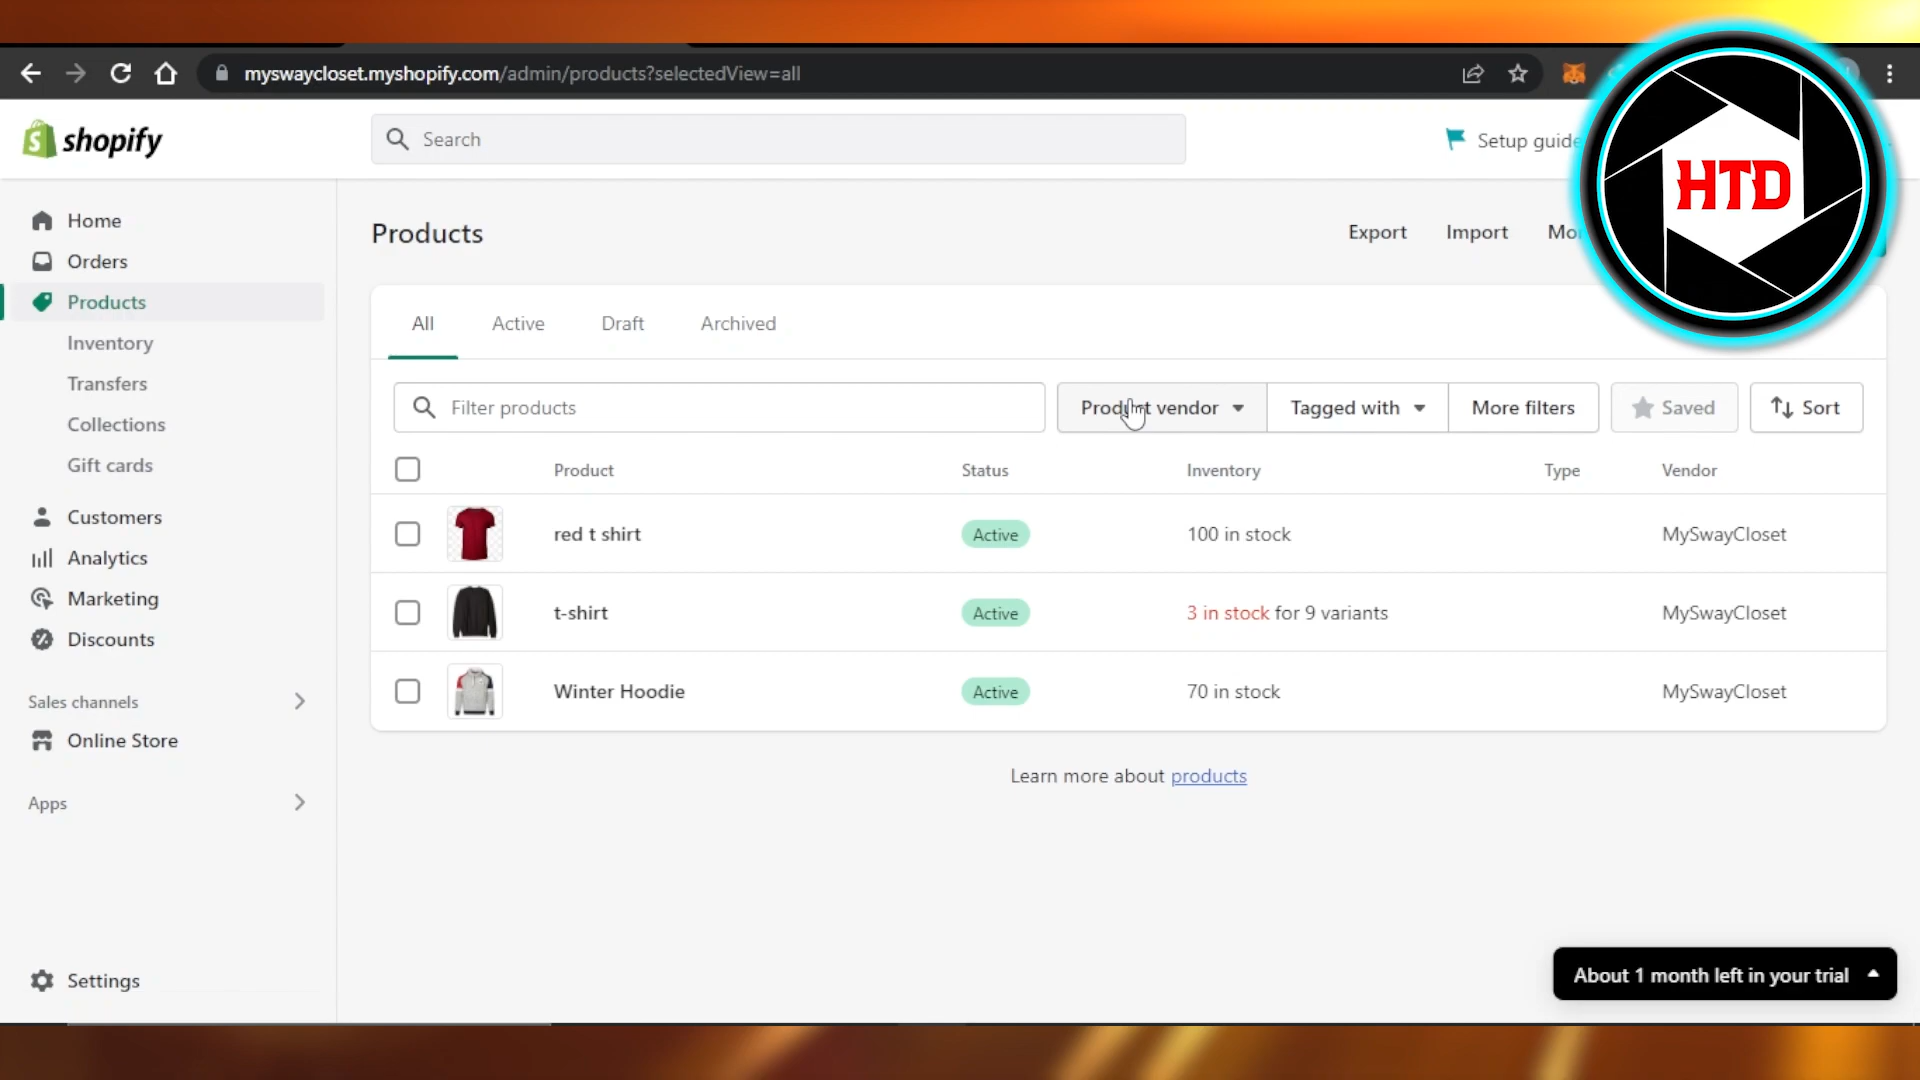 myswaycloset.myshopify.com/admin/products?selectedView=all
shopify
Search
Setup guide
HTD
Home
Orders
Products
Inventory
Transfers
Collections
Gift cards
Customers
Analytics
Marketing
Discounts
Sales channels
Online Store
Apps
Settings
Products
Export Import
All Active Draft Archived
Filter products Product vendor Tagged with More filters Saved Sort
Product Status Inventory Type Vendor
red t shirt Active 100 in stock MySwayCloset
t-shirt Active 3 in stock for 9 variants MySwayCloset
Winter Hoodie Active 70 in stock MySwayCloset
Learn more about products
About 1 month left in your trial